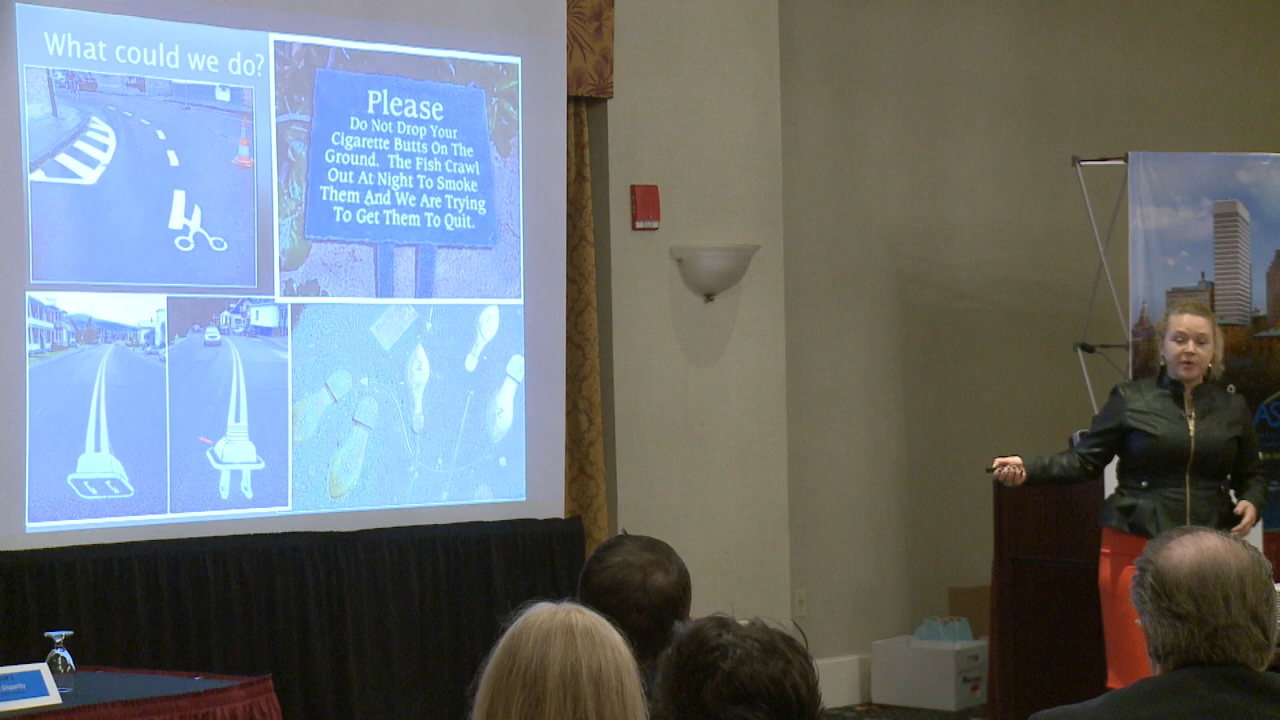 What could we do?
Please
Do Not Drop Your
Cigarette Butts On The
Ground. The Fish Crawl
Out At Night To Smoke
Them And We Are Trying
To Get Them To Quit.
AS